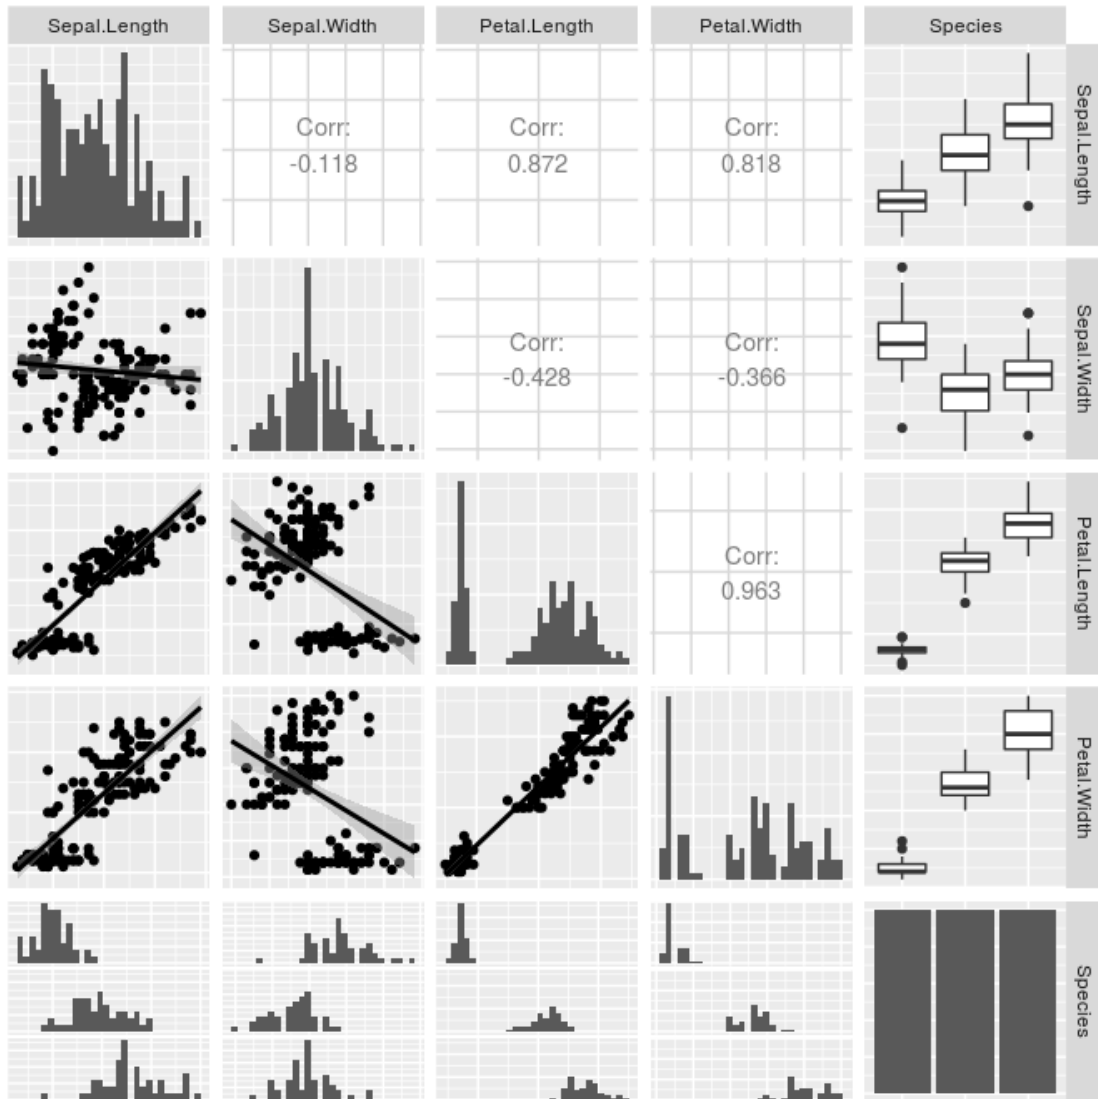 Sepal.Length
Sepal.Width
Petal.Length
Petal.Width
Species
Corr:
-0.118
Corr:
0.872
Corr:
0.818
Sepal.Length
Corr:
-0.428
Corr:
-0.366
Sepal.Width
Corr:
0.963
Petal.Length
Petal.Width
Species